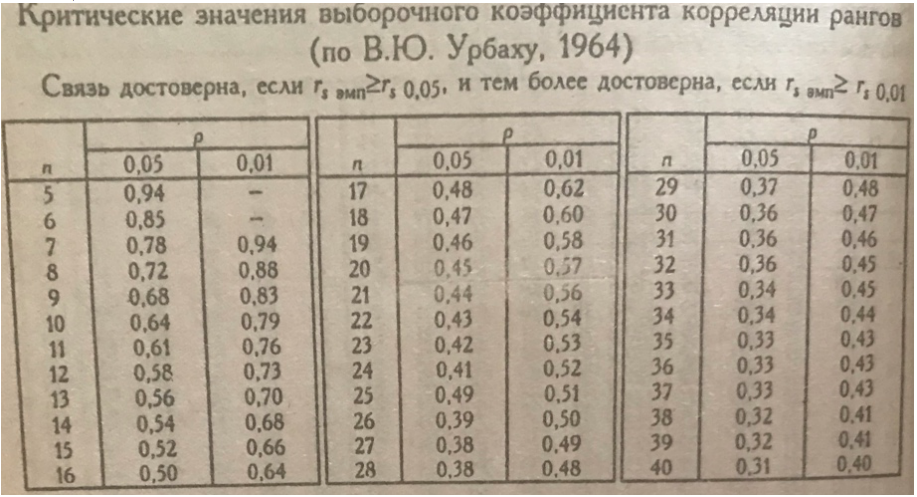 Критические значения выборочного коэффициента корреляции рангов
(по В.Ю. Урбаху, 1964)
Связь достоверна, если rₛ эмп≥rₛ 0,05, и тем более достоверна, если rₛ эмп≥ rₛ 0,01
n p n p n p
0,05 0,01 0,05 0,01 0,05 0,01
5 0,94 – 17 0,48 0,62 29 0,37 0,48
6 0,85 – 18 0,47 0,60 30 0,36 0,47
7 0,78 0,94 19 0,46 0,58 31 0,36 0,46
8 0,72 0,88 20 0,45 0,57 32 0,36 0,45
9 0,68 0,83 21 0,44 0,56 33 0,34 0,45
10 0,64 0,79 22 0,43 0,54 34 0,34 0,44
11 0,61 0,76 23 0,42 0,53 35 0,33 0,43
12 0,58 0,73 24 0,41 0,52 36 0,33 0,43
13 0,56 0,70 25 0,49 0,51 37 0,33 0,43
14 0,54 0,68 26 0,39 0,50 38 0,32 0,41
15 0,52 0,66 27 0,38 0,49 39 0,32 0,41
16 0,50 0,64 28 0,38 0,48 40 0,31 0,40